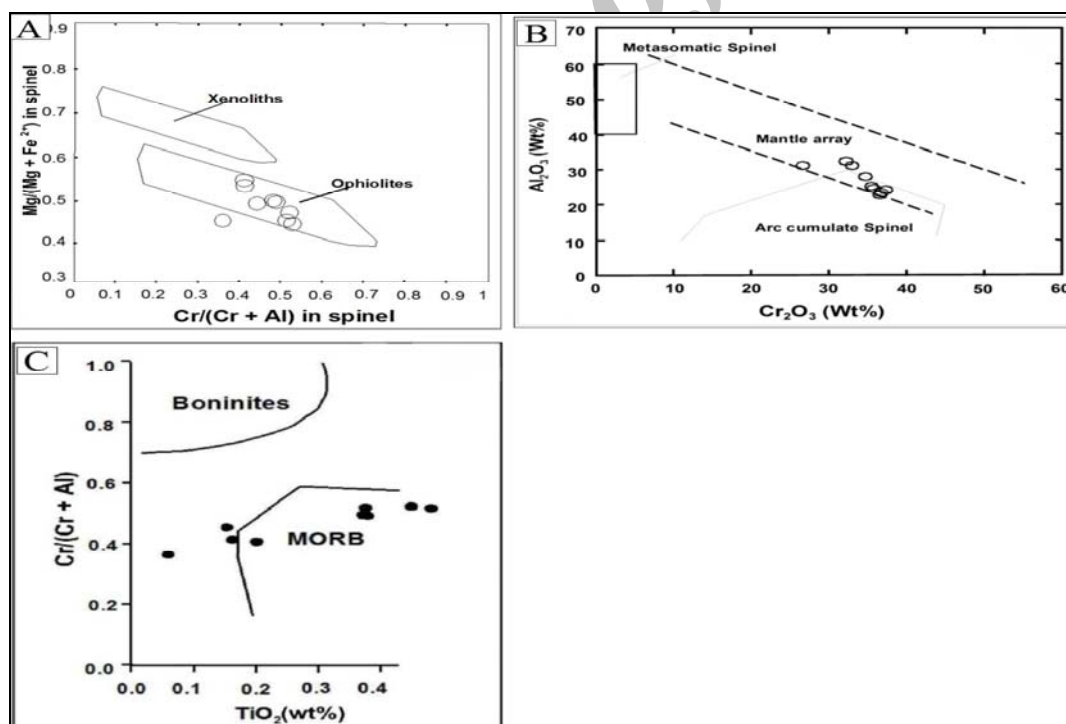 A
0.9
0.8
0.7
0.6
0.5
0.4
0.3
Mg/(Mg + Fe ²⁺) in spinel
Xenoliths
Ophiolites
0 0.1 0.2 0.3 0.4 0.5 0.6 0.7 0.8 0.9 1
Cr/(Cr + Al) in spinel
B
70
60
50
40
30
20
10
0
Al₂O₃ (Wt%)
Metasomatic Spinel
Mantle array
Arc cumulate Spinel
0 10 20 30 40 50 60
Cr₂O₃ (Wt%)
C
1.0
0.8
0.6
0.4
0.2
0.0
Cr/(Cr + Al)
Boninites
MORB
0.0 0.1 0.2 0.3 0.4
TiO₂(wt%)